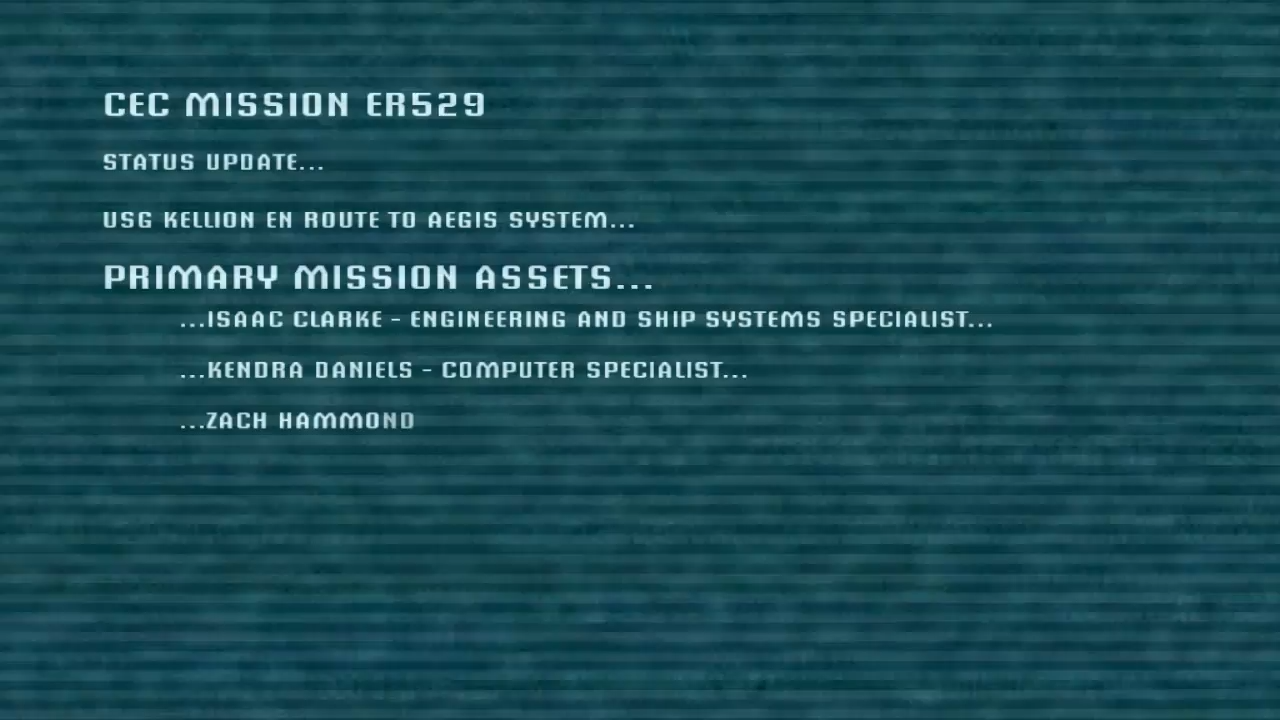 CEC MISSION ER529
STATUS UPDATE...
USG KELLION EN ROUTE TO AEGIS SYSTEM...
PRIMARY MISSION ASSETS...
...ISAAC CLARKE - ENGINEERING AND SHIP SYSTEMS SPECIALIST...
...KENDRA DANIELS - COMPUTER SPECIALIST...
...ZACH HAMMOND